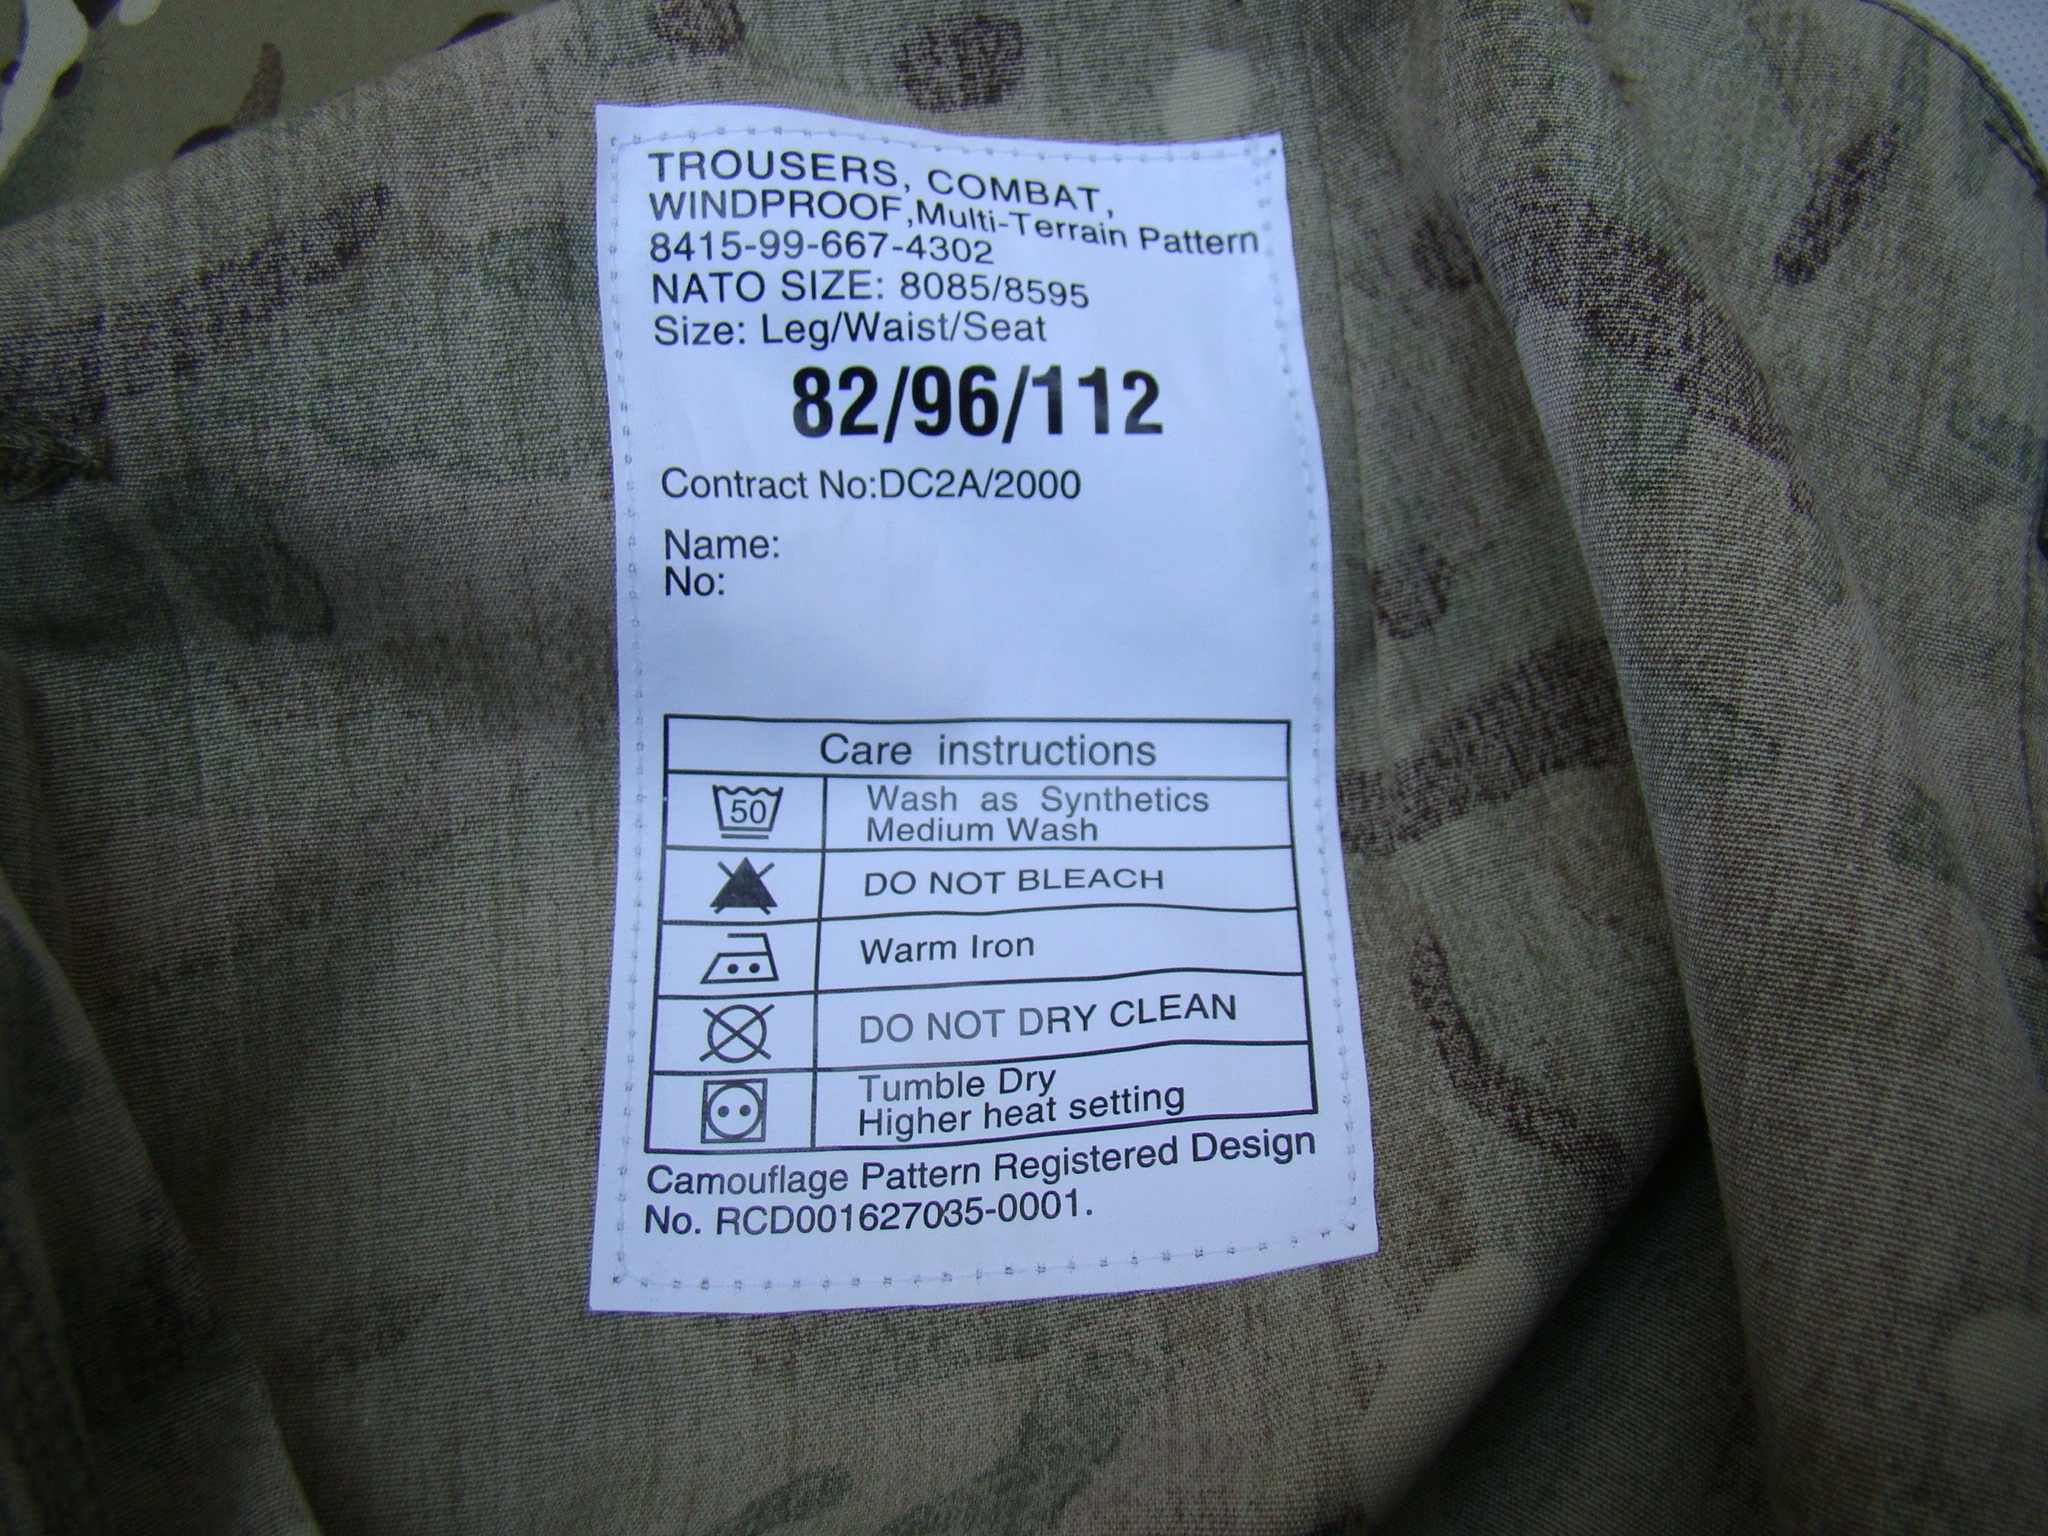 TROUSERS, COMBAT,
WINDPROOF,Multi-Terrain Pattern
8415-99-667-4302
NATO SIZE: 8085/8595
Size: Leg/Waist/Seat
82/96/112
Contract No:DC2A/2000
Name:
No:
Care instructions
50
Wash as Synthetics
Medium Wash
DO NOT BLEACH
Warm Iron
DO NOT DRY CLEAN
Tumble Dry
Higher heat setting
Camouflage Pattern Registered Design
No. RCD001627035-0001.